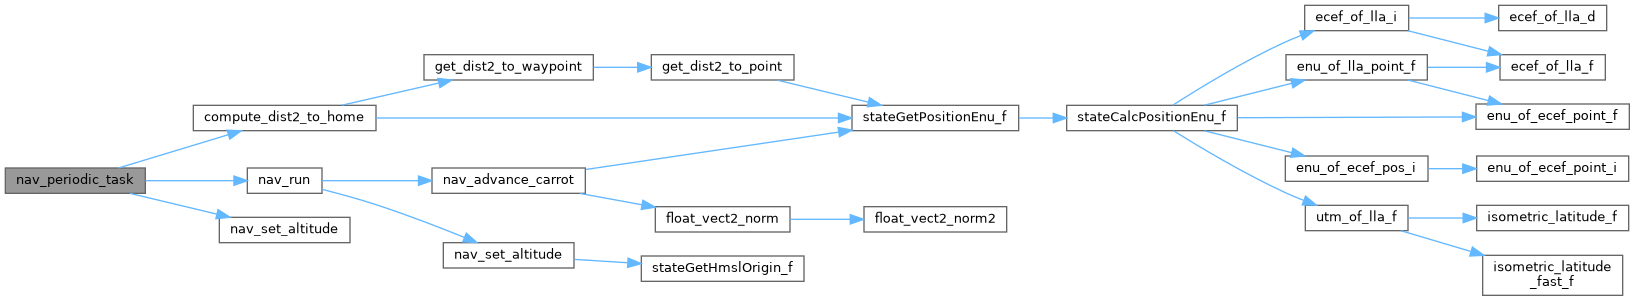 nav_periodic_task
compute_dist2_to_home
nav_run
nav_set_altitude
get_dist2_to_waypoint
get_dist2_to_point
nav_advance_carrot
nav_set_altitude
float_vect2_norm
float_vect2_norm2
stateGetHmslOrigin_f
stateGetPositionEnu_f
stateCalcPositionEnu_f
ecef_of_lla_i
enu_of_lla_point_f
enu_of_ecef_pos_i
utm_of_lla_f
ecef_of_lla_d
ecef_of_lla_f
enu_of_ecef_point_f
enu_of_ecef_point_i
isometric_latitude_f
isometric_latitude
_fast_f